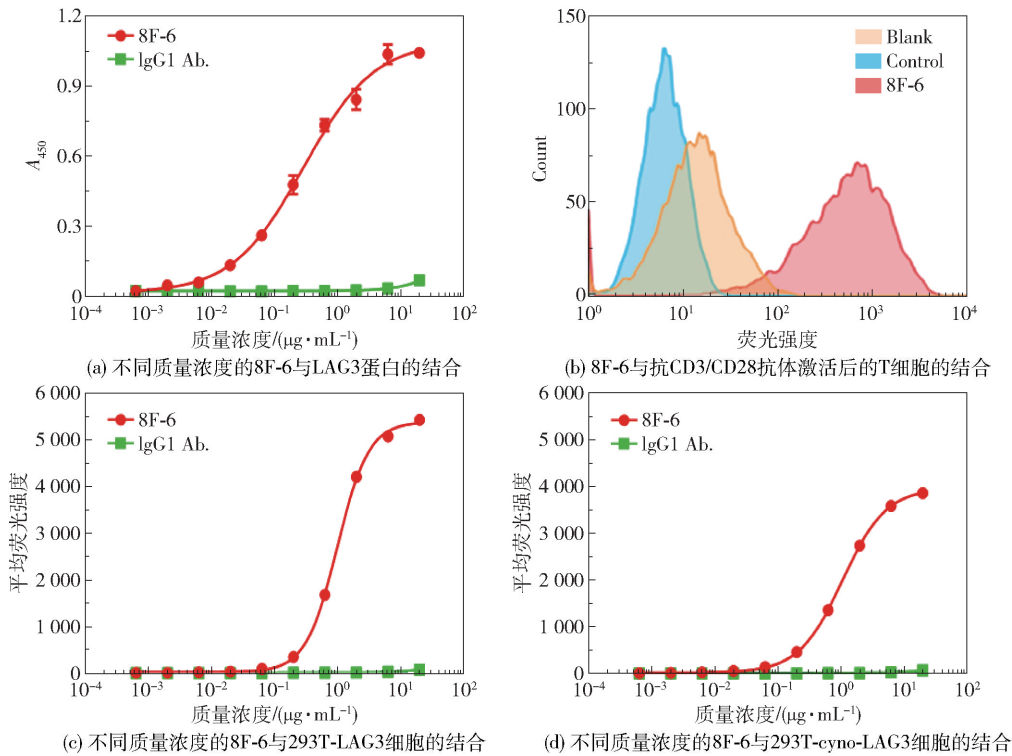 1.2
0.9
0.6
0.3
0
A₄₅₀
8F-6
lgG1 Ab.
10⁻⁴ 10⁻³ 10⁻² 10⁻¹ 10⁰ 10¹ 10²
质量浓度/(μg·mL⁻¹)
(a) 不同质量浓度的8F-6与LAG3蛋白的结合
150
100
50
0
Count
Blank
Control
8F-6
10⁰ 10¹ 10² 10³ 10⁴
荧光强度
(b) 8F-6与抗CD3/CD28抗体激活后的T细胞的结合
6 000
5 000
4 000
3 000
2 000
1 000
0
平均荧光强度
8F-6
lgG1 Ab.
10⁻⁴ 10⁻³ 10⁻² 10⁻¹ 10⁰ 10¹ 10²
质量浓度/(μg·mL⁻¹)
(c) 不同质量浓度的8F-6与293T-LAG3细胞的结合
6 000
5 000
4 000
3 000
2 000
1 000
0
平均荧光强度
8F-6
lgG1 Ab.
10⁻⁴ 10⁻³ 10⁻² 10⁻¹ 10⁰ 10¹ 10²
质量浓度/(μg·mL⁻¹)
(d) 不同质量浓度的8F-6与293T-cyno-LAG3细胞的结合